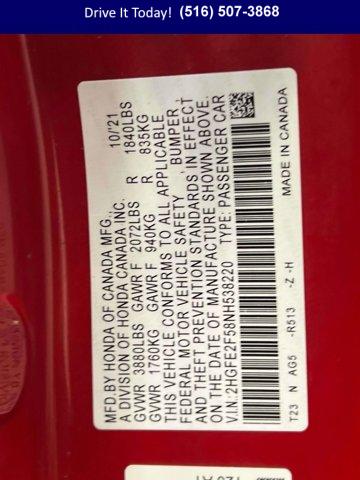 Drive It Today! (516) 507-3868
MFD.BY HONDA OF CANADA MFG., 10/'21
A DIVISION OF HONDA CANADA INC.
GVWR 3880LBS GAWR F 2072LBS R 1840LBS
GVWR 1760KG GAWR F 940KG R 835KG
THIS VEHICLE CONFORMS TO ALL APPLICABLE
FEDERAL MOTOR VEHICLE SAFETY, BUMPER,
AND THEFT PREVENTION STANDARDS IN EFFECT
ON THE DATE OF MANUFACTURE SHOWN ABOVE.
V.I.N: 2HGFE2F58NH538220 TYPE: PASSENGER CAR
T23 N AG5 -R513 -Z -H MADE IN CANADA